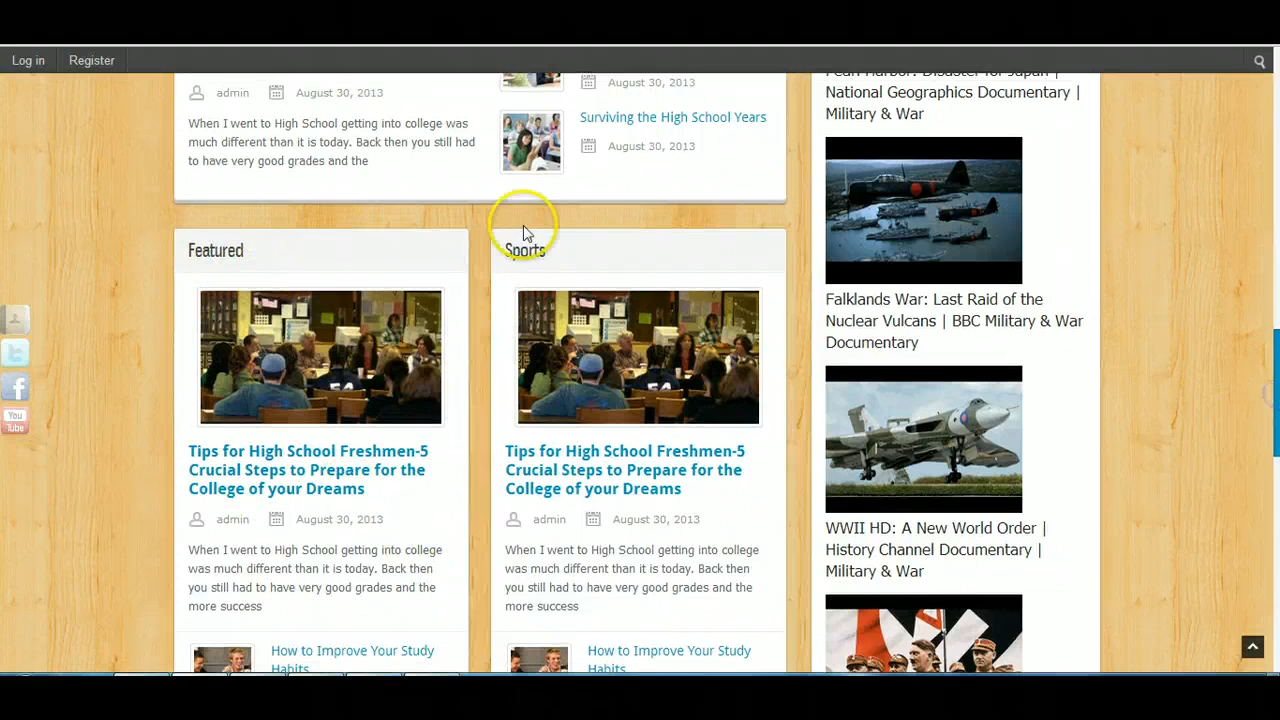 Log in
Register
admin
August 30, 2013
When I went to High School getting into college was
much different than it is today. Back then you still had
to have very good grades and the
August 30, 2013
Surviving the High School Years
August 30, 2013
Featured
Tips for High School Freshmen-5
Crucial Steps to Prepare for the
College of your Dreams
admin
August 30, 2013
When I went to High School getting into college
was much different than it is today. Back then
you still had to have very good grades and the
more success
How to Improve Your Study
Habits
Sports
Tips for High School Freshmen-5
Crucial Steps to Prepare for the
College of your Dreams
admin
August 30, 2013
When I went to High School getting into college
was much different than it is today. Back then
you still had to have very good grades and the
more success
How to Improve Your Study
Habits
Pearl Harbor: Disaster for Japan |
National Geographics Documentary |
Military & War
Falklands War: Last Raid of the
Nuclear Vulcans | BBC Military & War
Documentary
WWII HD: A New World Order |
History Channel Documentary |
Military & War
You
Tube